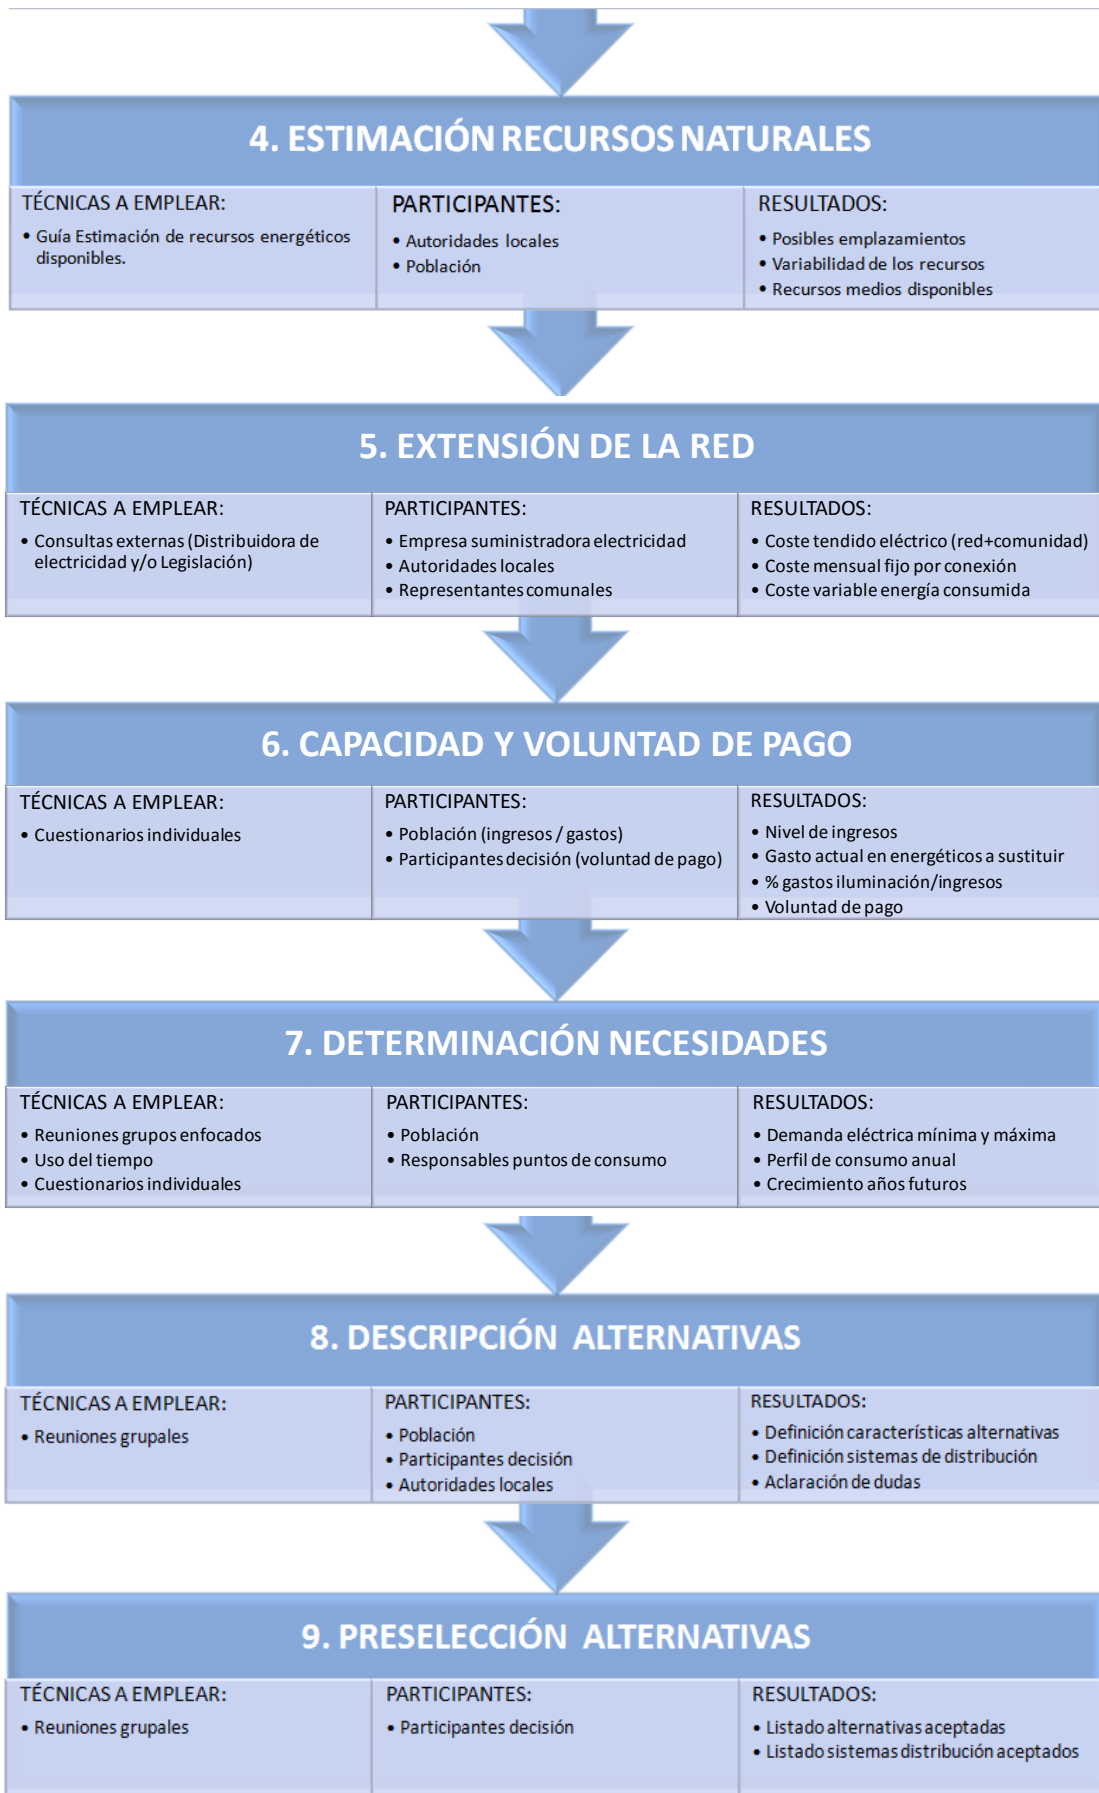 4. ESTIMACIÓN RECURSOS NATURALES
TÉCNICAS A EMPLEAR:
• Guía Estimación de recursos energéticos
disponibles.
PARTICIPANTES:
• Autoridades locales
• Población
RESULTADOS:
• Posibles emplazamientos
• Variabilidad de los recursos
• Recursos medios disponibles
5. EXTENSIÓN DE LA RED
TÉCNICAS A EMPLEAR:
• Consultas externas (Distribuidora de
electricidad y/o Legislación)
PARTICIPANTES:
• Empresa suministradora electricidad
• Autoridades locales
• Representantes comunales
RESULTADOS:
• Coste tendido eléctrico (red+comunidad)
• Coste mensual fijo por conexión
• Coste variable energía consumida
6. CAPACIDAD Y VOLUNTAD DE PAGO
TÉCNICAS A EMPLEAR:
• Cuestionarios individuales
PARTICIPANTES:
• Población (ingresos / gastos)
• Participantes decisión (voluntad de pago)
RESULTADOS:
• Nivel de ingresos
• Gasto actual en energéticos a sustituir
• % gastos iluminación/ingresos
• Voluntad de pago
7. DETERMINACIÓN NECESIDADES
TÉCNICAS A EMPLEAR:
• Reuniones grupos enfocados
• Uso del tiempo
• Cuestionarios individuales
PARTICIPANTES:
• Población
• Responsables puntos de consumo
RESULTADOS:
• Demanda eléctrica mínima y máxima
• Perfil de consumo anual
• Crecimiento años futuros
8. DESCRIPCIÓN ALTERNATIVAS
TÉCNICAS A EMPLEAR:
• Reuniones grupales
PARTICIPANTES:
• Población
• Participantes decisión
• Autoridades locales
RESULTADOS:
• Definición características alternativas
• Definición sistemas de distribución
• Aclaración de dudas
9. PRESELECCIÓN ALTERNATIVAS
TÉCNICAS A EMPLEAR:
• Reuniones grupales
PARTICIPANTES:
• Participantes decisión
RESULTADOS:
• Listado alternativas aceptadas
• Listado sistemas distribución aceptados